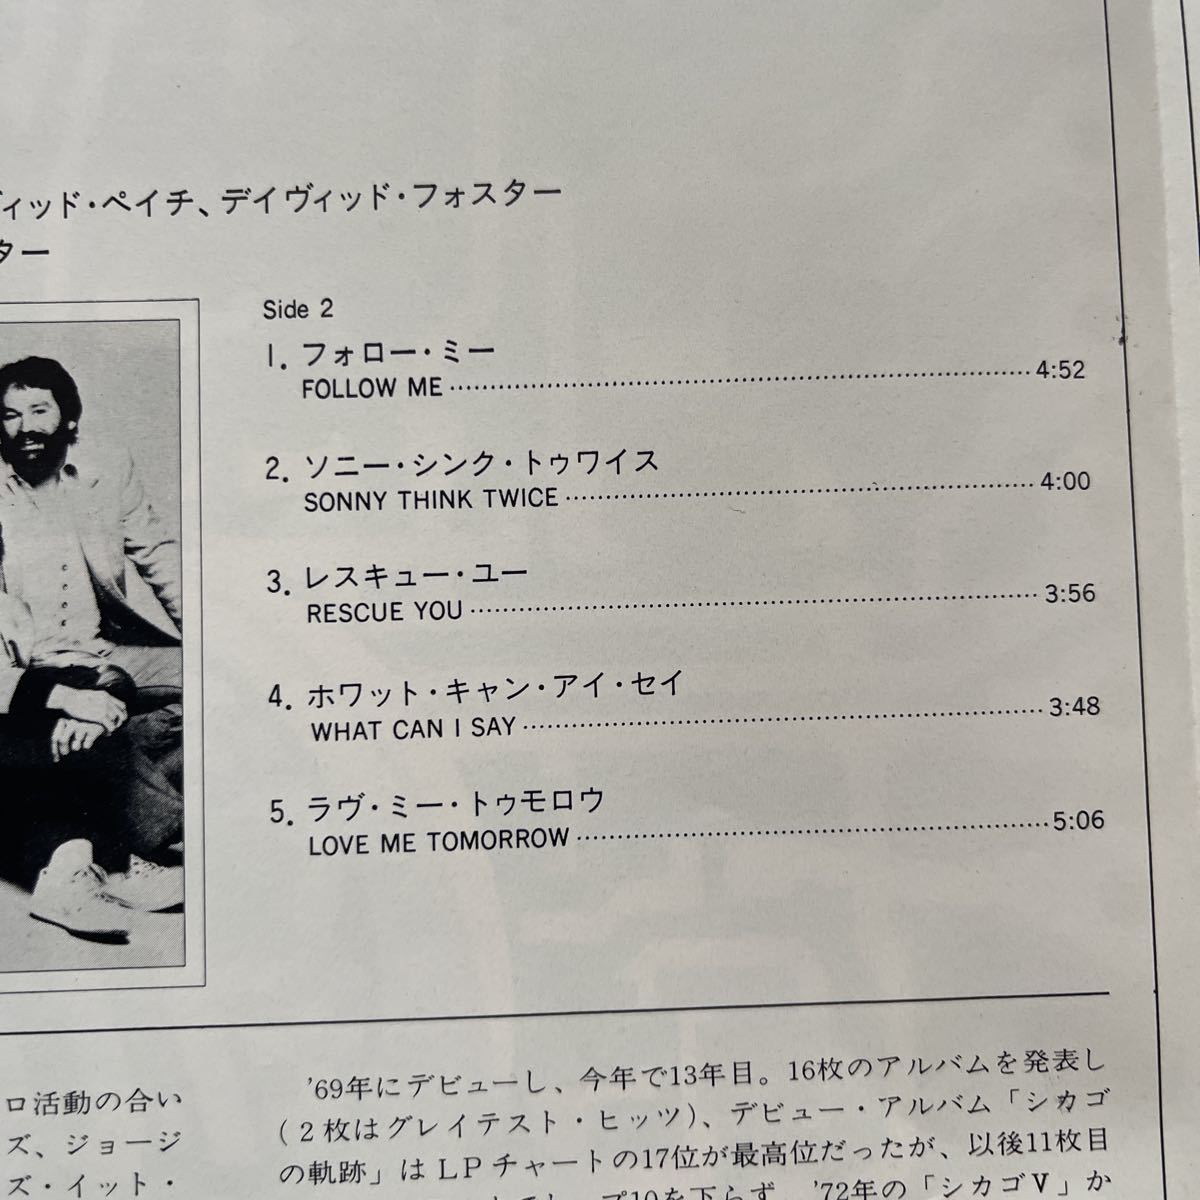 ィッド・ペイチ、デイヴィッド・フォスター
ター
Side 2
1. フォロー・ミー
FOLLOW ME 4:52
2. ソニー・シンク・トゥワイス
SONNY THINK TWICE 4:00
3. レスキュー・ユー
RESCUE YOU 3:56
4. ホワット・キャン・アイ・セイ
WHAT CAN I SAY 3:48
5. ラヴ・ミー・トゥモロウ
LOVE ME TOMORROW 5:06
ロ活動の合い
ズ、ジョージ
ズ・イット・
'69年にデビューし、今年で13年目。16枚のアルバムを発表し
(2枚はグレイテスト・ヒッツ)、デビュー・アルバム「シカゴ
の軌跡」はLPチャートの17位が最高位だったが、以後11枚目
プ10を下らず、'72年の「シカゴV」か